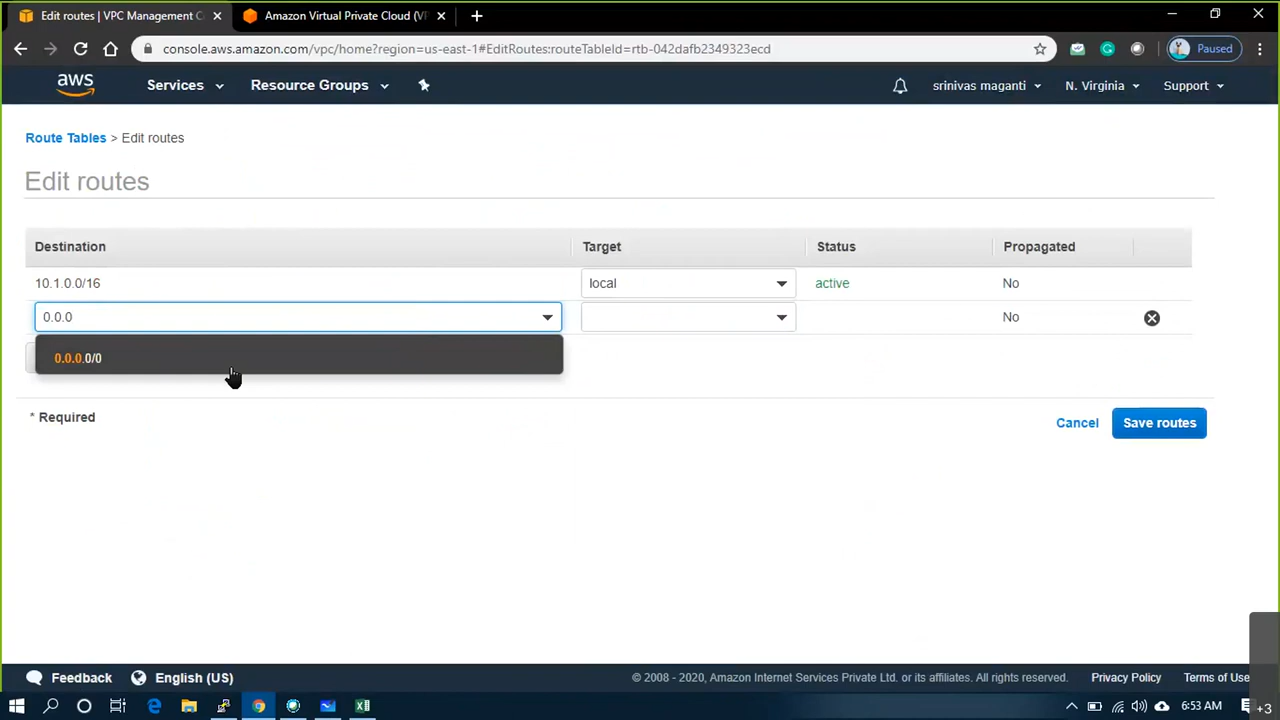 Edit routes | VPC Management C
Amazon Virtual Private Cloud (VP
console.aws.amazon.com/vpc/home?region=us-east-1#EditRoutes:routeTableId=rtb-042dafb2349323ecd
Paused
aws
Services
Resource Groups
srinivas maganti
N. Virginia
Support
Route Tables > Edit routes
Edit routes
Destination
Target
Status
Propagated
10.1.0.0/16
local
active
No
0.0.0
No
0.0.0.0/0
* Required
Cancel
Save routes
Feedback
English (US)
© 2008 - 2020, Amazon Internet Services Private Ltd. or its affiliates. All rights reserved.
Privacy Policy
Terms of Use
6:53 AM
+3